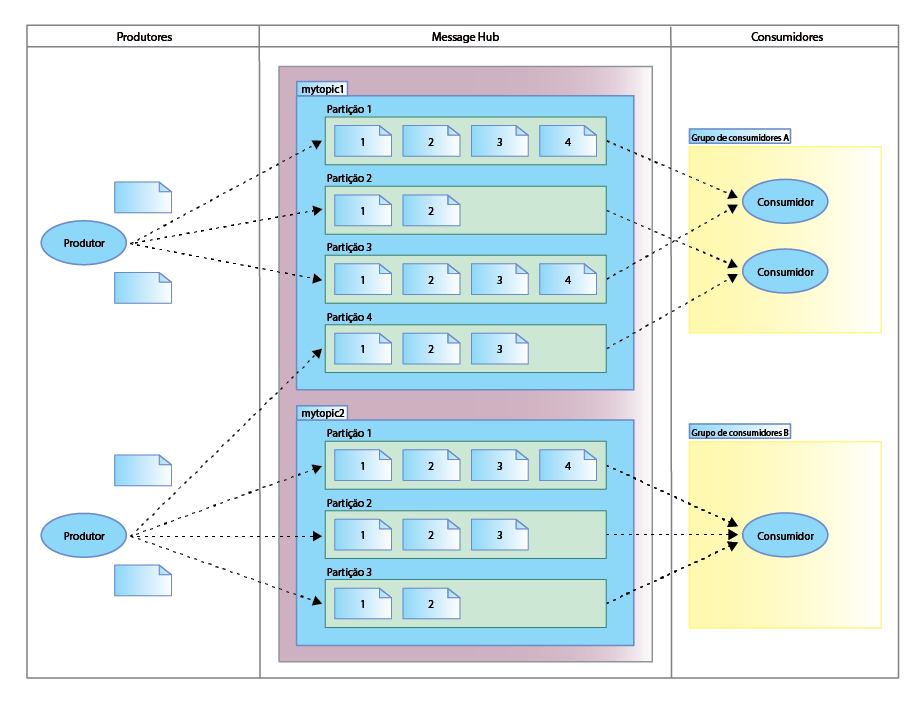 Produtores
Message Hub
Consumidores
mytopic1
Partição 1
1 2 3 4
Partição 2
1 2
Partição 3
1 2 3 4
Partição 4
1 2 3
Produtor
Grupo de consumidores A
Consumidor
Consumidor
mytopic2
Partição 1
1 2 3 4
Partição 2
1 2 3
Partição 3
1 2
Produtor
Grupo de consumidores B
Consumidor